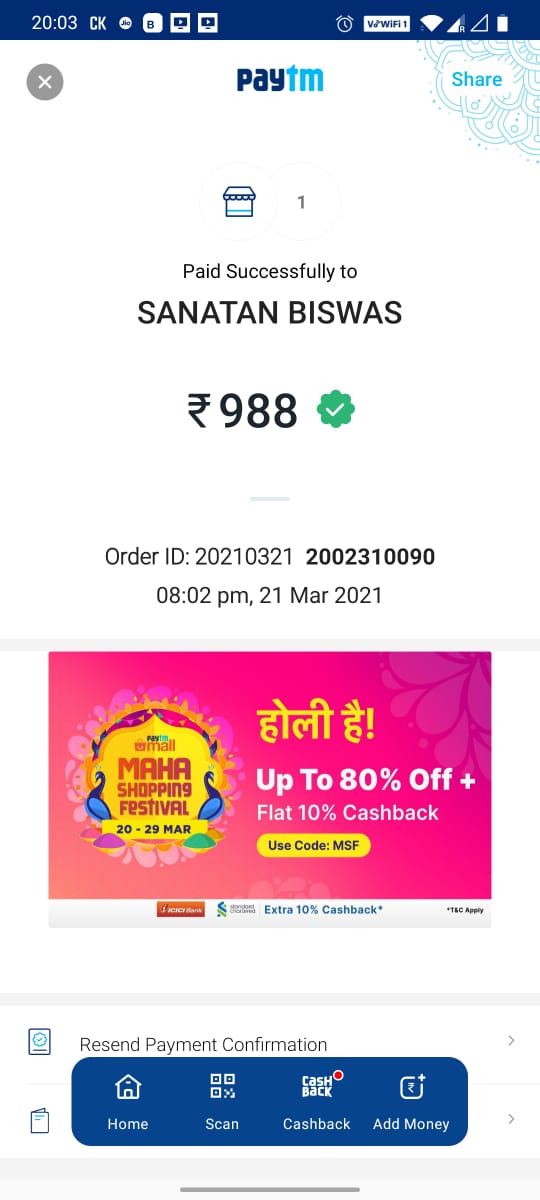 20:03 CK Jio B Vo WiFi 1 R
paytm
Share
1
Paid Successfully to
SANATAN BISWAS
₹988
Order ID: 20210321 2002310090
08:02 pm, 21 Mar 2021
paytm
mall
MAHA
SHOPPING
FESTIVAL
20 - 29 MAR
होली है!
Up To 80% Off +
Flat 10% Cashback
Use Code: MSF
ICICI Bank standard chartered Extra 10% Cashback* *T&C Apply
Resend Payment Confirmation
CASH
BACK
₹
Home Scan Cashback Add Money